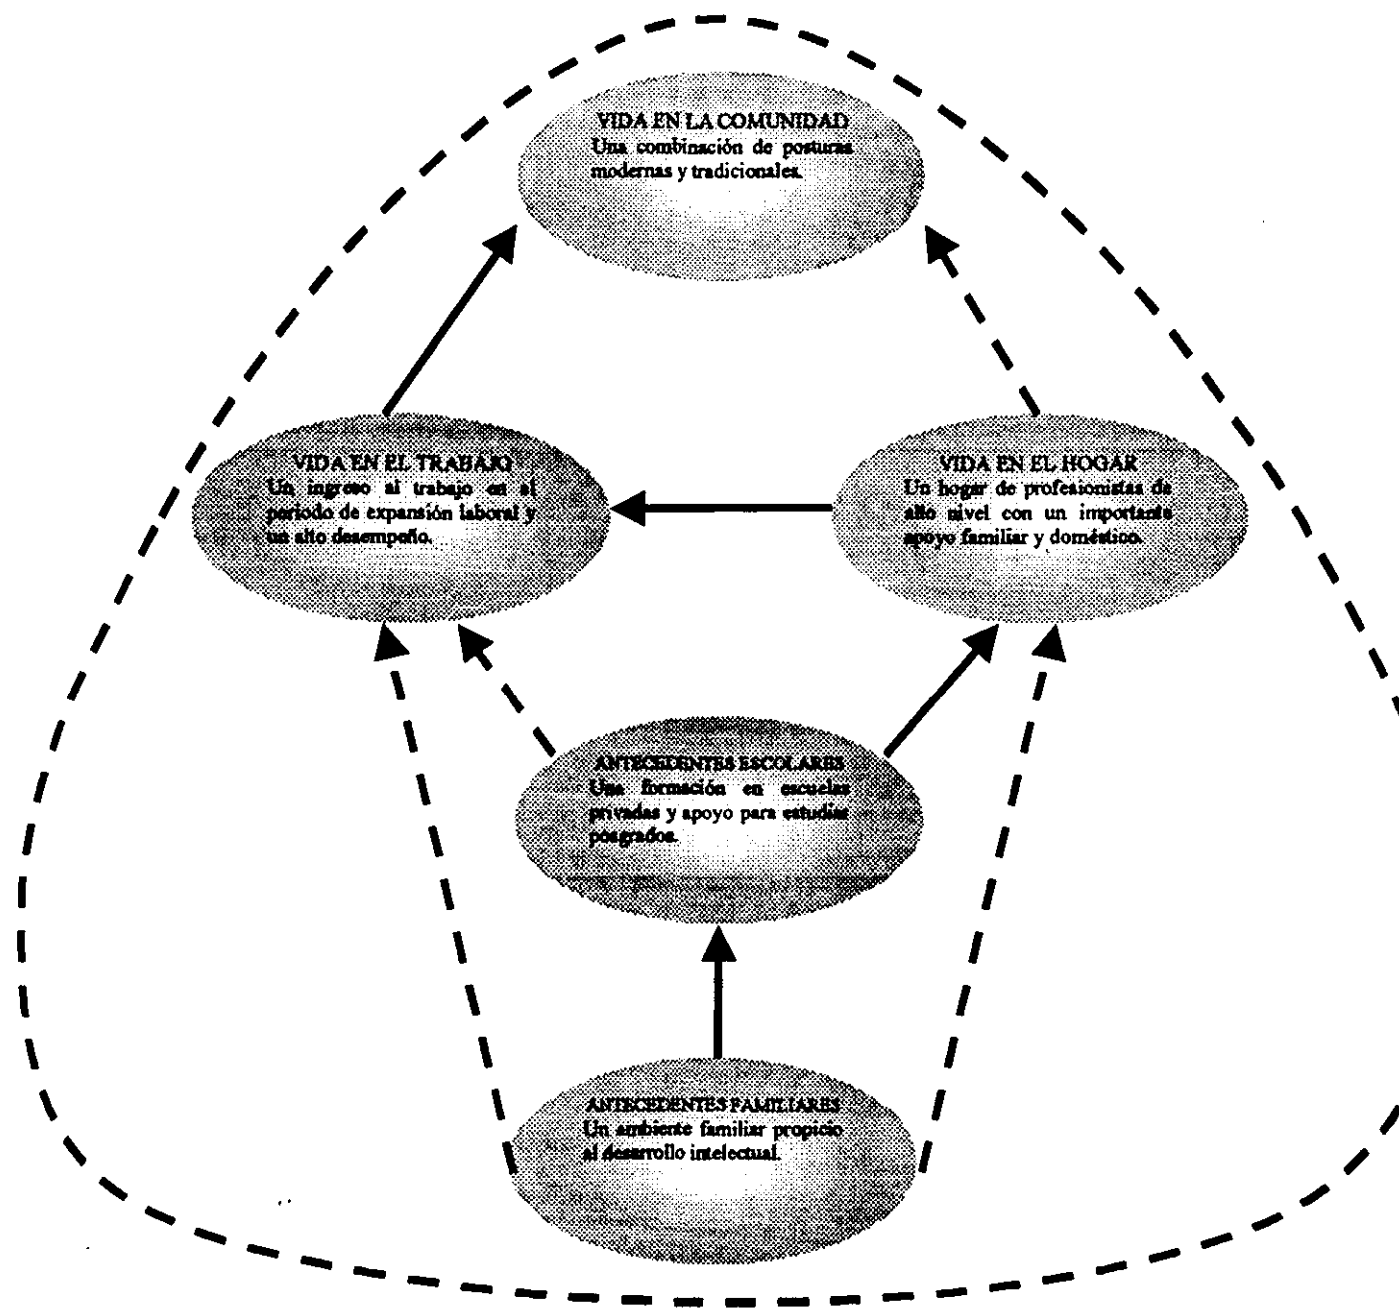 VIDA EN LA COMUNIDAD
Una combinación de posturas
modernas y tradicionales.
VIDA EN EL TRABAJO
Un ingreso al trabajo en el
periodo de expansión laboral y
un alto desempeño.
VIDA EN EL HOGAR
Un hogar de profesionistas de
alto nivel con un importante
apoyo familiar y doméstico.
ANTECEDENTES ESCOLARES
Una formación en escuelas
privadas y apoyo para estudiar
posgrados.
ANTECEDENTES FAMILIARES
Un ambiente familiar propicio
al desarrollo intelectual.